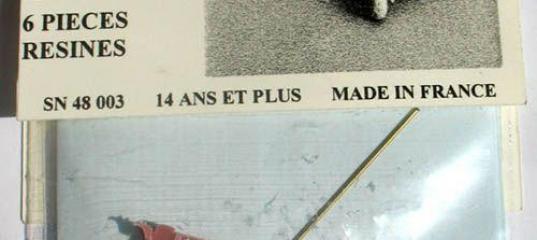 6 PIECES
RESINES
SN 48 003 14 ANS ET PLUS MADE IN FRANCE